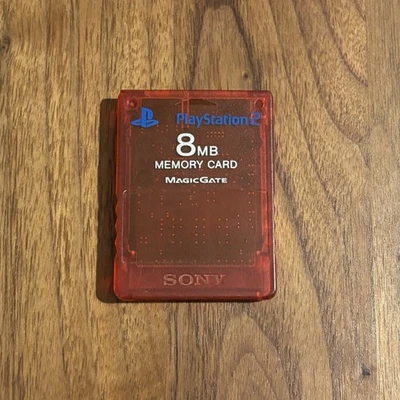 PlayStation 2
8MB
MEMORY CARD
MAGICGATE
SONY